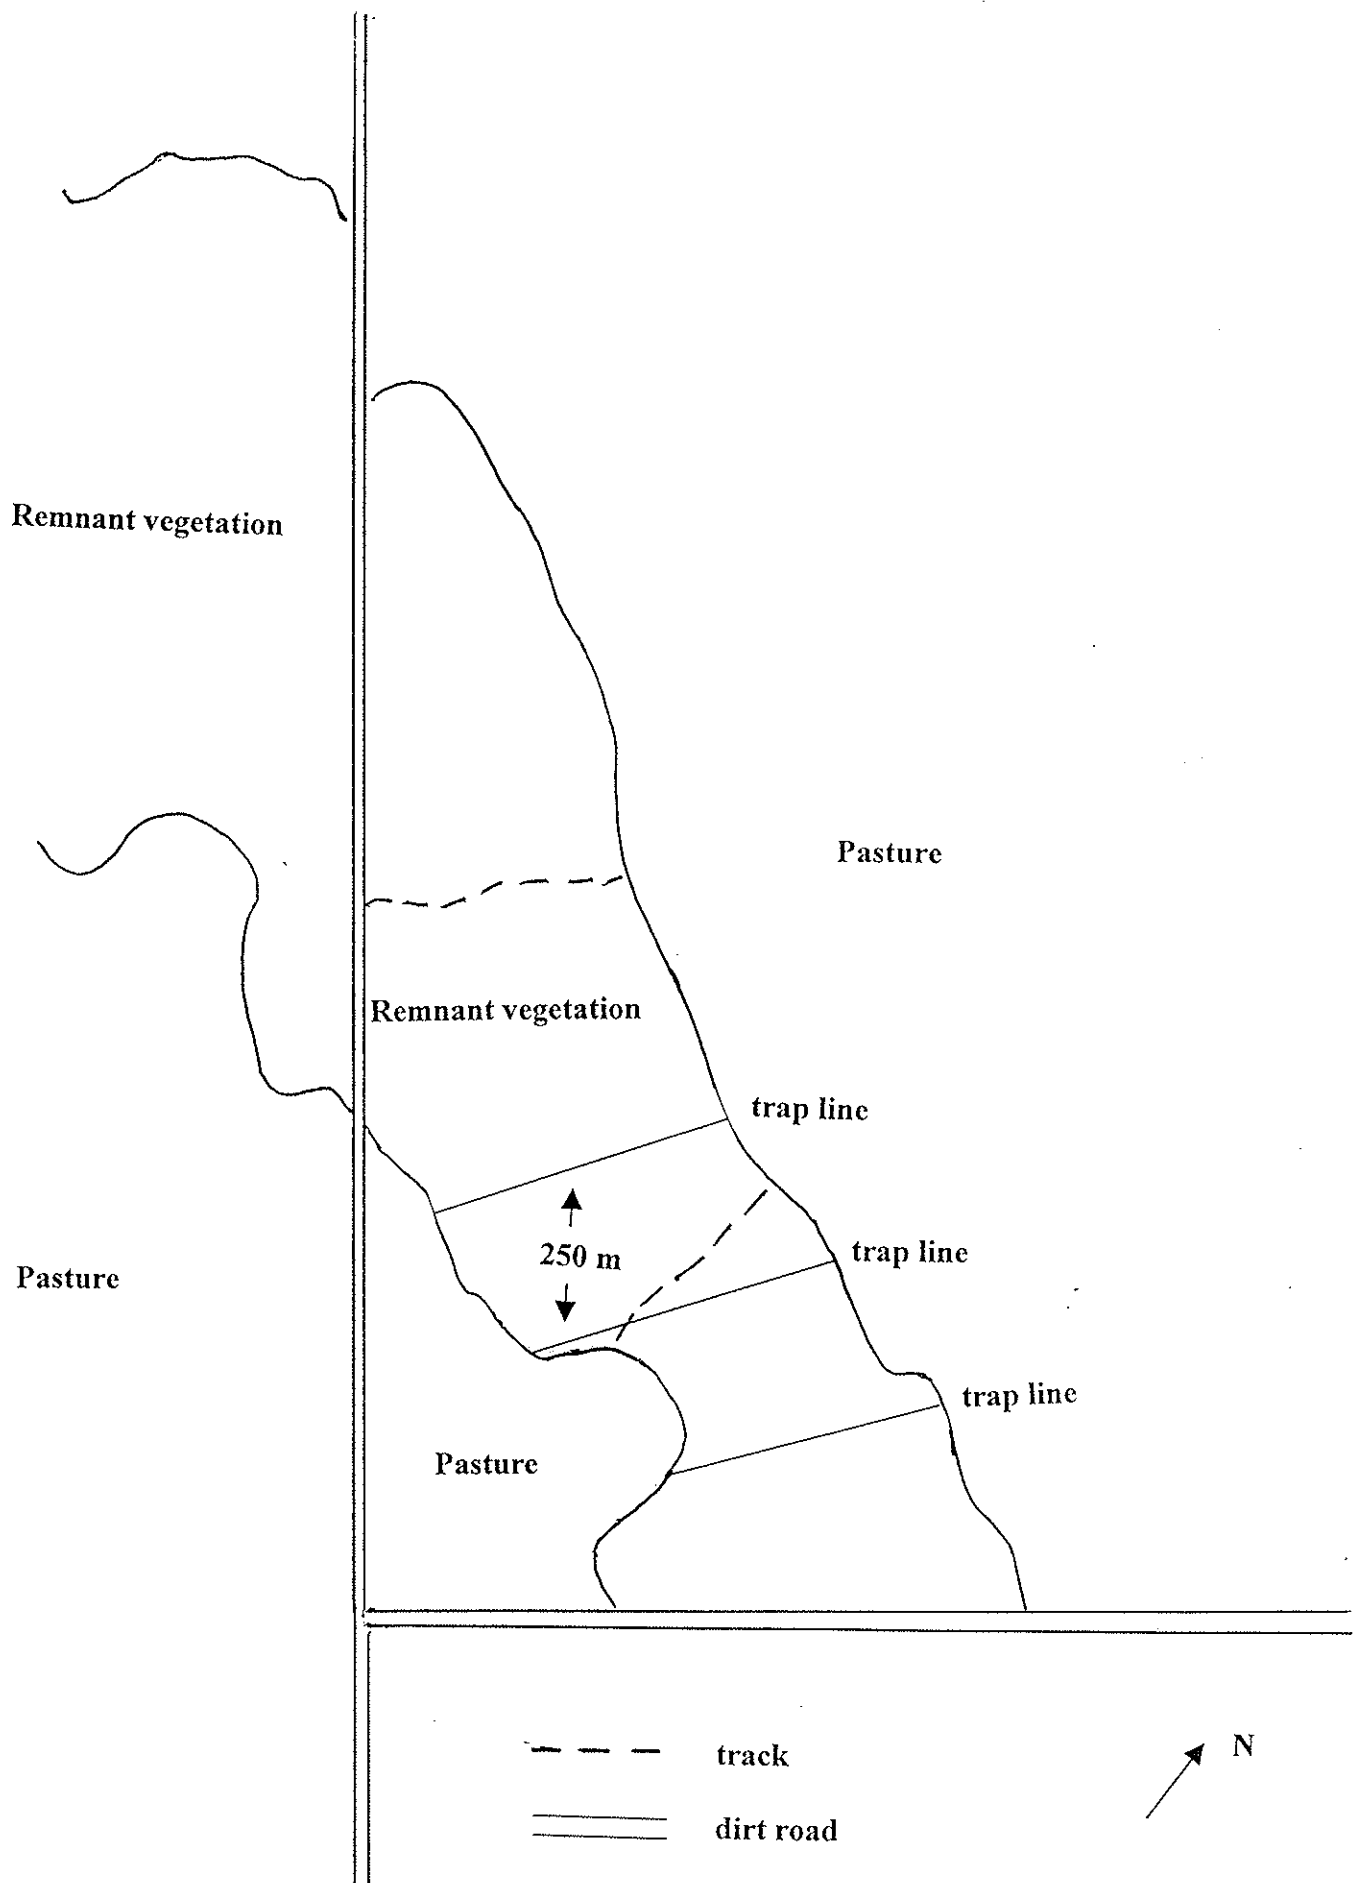 Remnant vegetation
Pasture
Remnant vegetation
trap line
250 m
trap line
Pasture
trap line
Pasture
track
N
dirt road